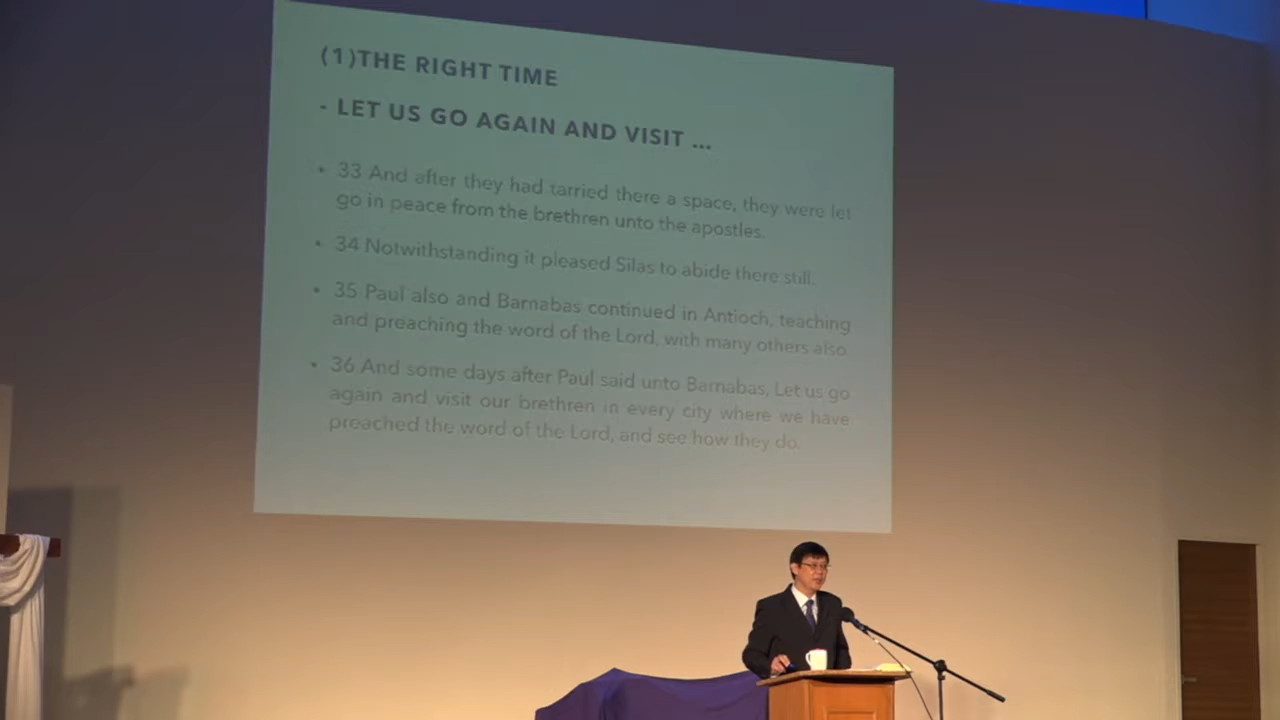 (1)THE RIGHT TIME
- LET US GO AGAIN AND VISIT ...
• 33 And after they had tarried there a space, they were let
go in peace from the brethren unto the apostles.
• 34 Notwithstanding it pleased Silas to abide there still.
• 35 Paul also and Barnabas continued in Antioch, teaching
and preaching the word of the Lord, with many others also.
• 36 And some days after Paul said unto Barnabas, Let us go
again and visit our brethren in every city where we have
preached the word of the Lord, and see how they do.